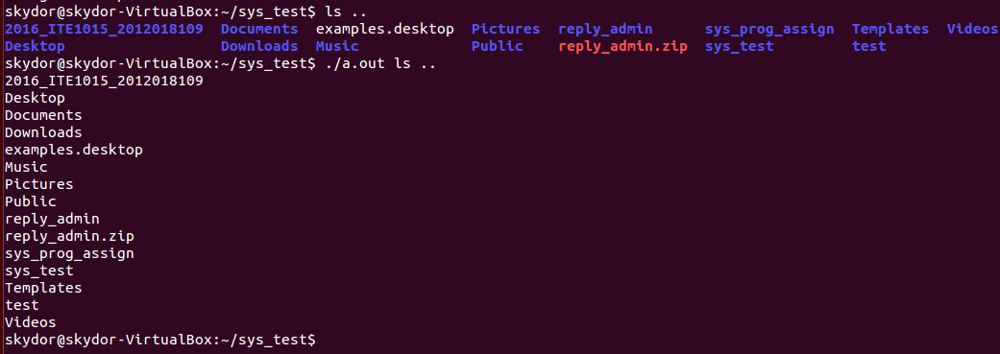 skydor@skydor-VirtualBox:~/sys_test$ ls ..
2016_ITE1015_2012018109  Documents  examples.desktop  Pictures  reply_admin      sys_prog_assign  Templates  Videos
Desktop                  Downloads  Music             Public    reply_admin.zip  sys_test         test
skydor@skydor-VirtualBox:~/sys_test$ ./a.out ls ..
2016_ITE1015_2012018109
Desktop
Documents
Downloads
examples.desktop
Music
Pictures
Public
reply_admin
reply_admin.zip
sys_prog_assign
sys_test
Templates
test
Videos
skydor@skydor-VirtualBox:~/sys_test$